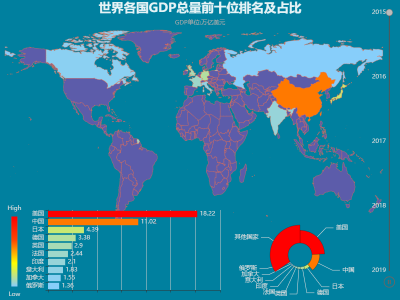 世界各国GDP总量前十位排名及占比
GDP单位:万亿美元
2015
2016
2017
2018
2019
High
Low
美国 18.22
中国 11.02
日本 4.39
德国 3.38
英国 2.9
法国 2.44
印度 2.1
意大利 1.83
加拿大 1.55
俄罗斯 1.36
其他国家
美国
中国
日本
德国
英国
法国
印度
意大利
加拿大
俄罗斯